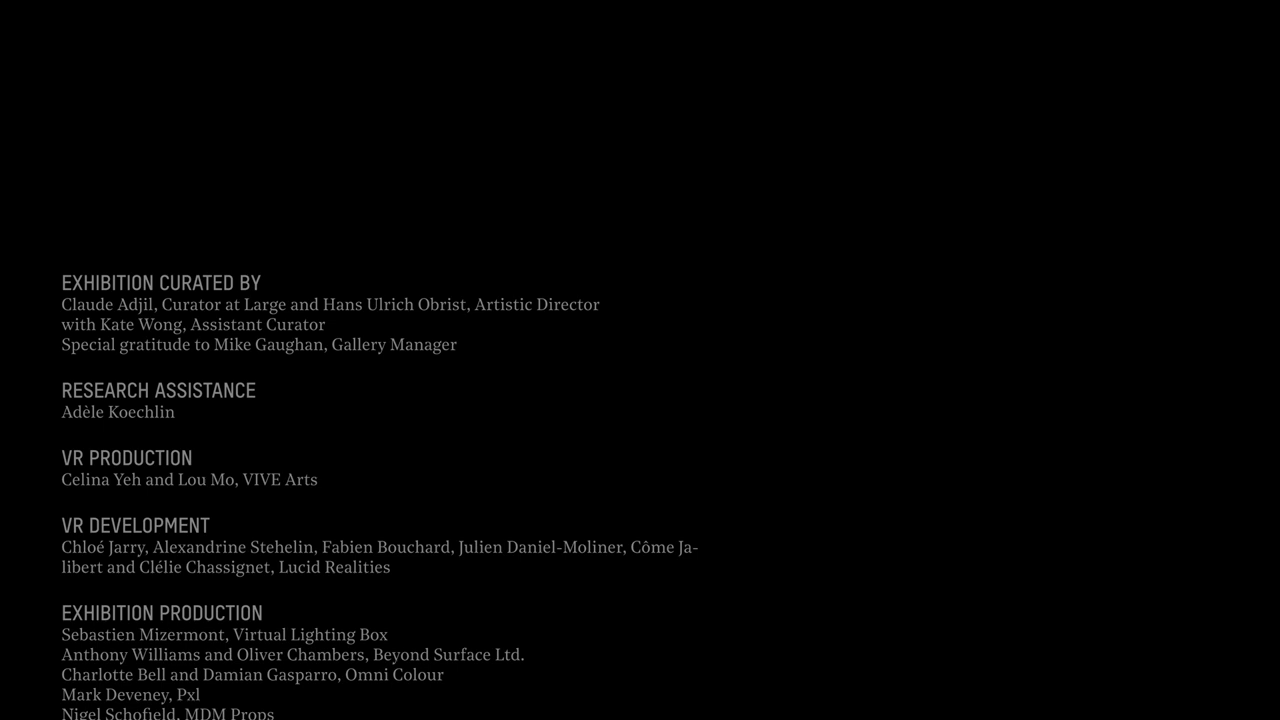 EXHIBITION CURATED BY
Claude Adjil, Curator at Large and Hans Ulrich Obrist, Artistic Director
with Kate Wong, Assistant Curator
Special gratitude to Mike Gaughan, Gallery Manager
RESEARCH ASSISTANCE
Adèle Koechlin
VR PRODUCTION
Celina Yeh and Lou Mo, VIVE Arts
VR DEVELOPMENT
Chloé Jarry, Alexandrine Stehelin, Fabien Bouchard, Julien Daniel-Moliner, Côme Ja-
libert and Clélie Chassignet, Lucid Realities
EXHIBITION PRODUCTION
Sebastien Mizermont, Virtual Lighting Box
Anthony Williams and Oliver Chambers, Beyond Surface Ltd.
Charlotte Bell and Damian Gasparro, Omni Colour
Mark Deveney, Pxl
Nigel Schofield, MDM Props